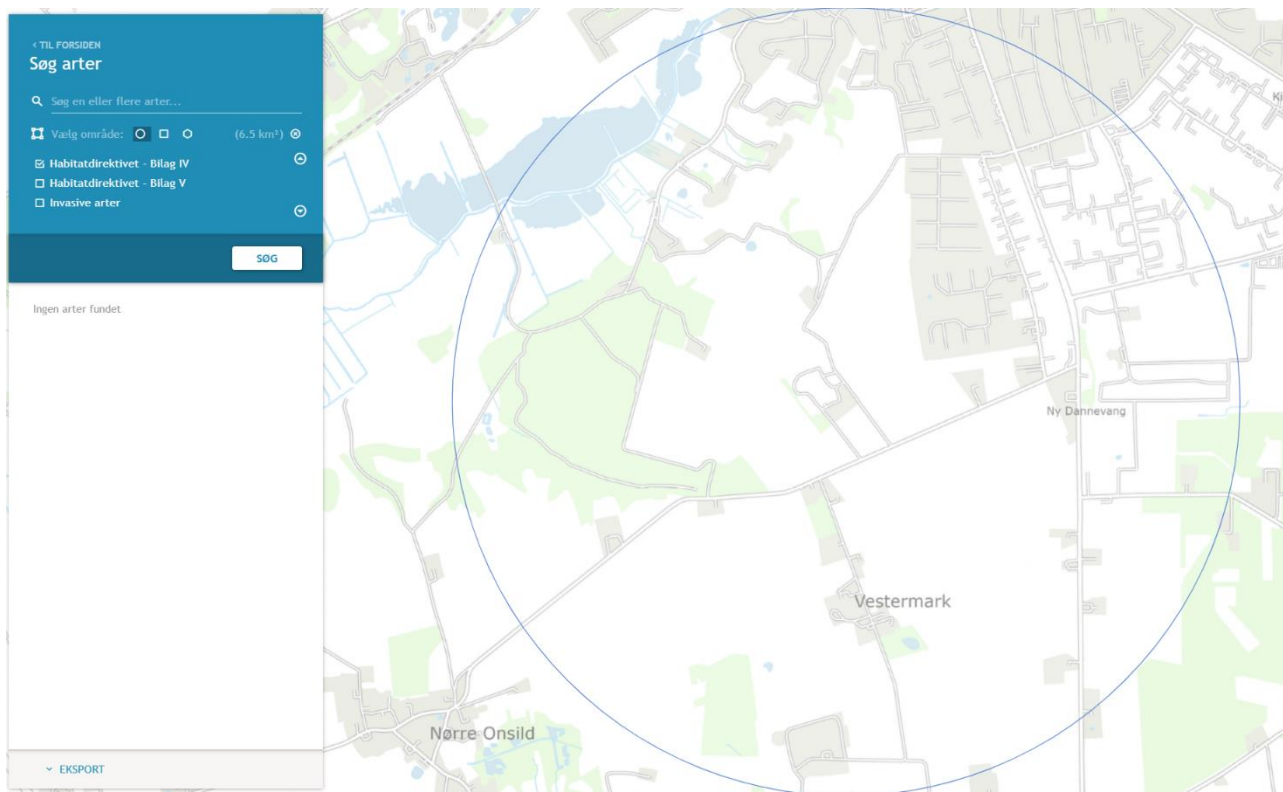 ‹ TIL FORSIDEN
Søg arter
Søg en eller flere arter...
Vælg område: (6.5 km²)
Habitatdirektivet - Bilag IV
Habitatdirektivet - Bilag V
Invasive arter
SØG
Ingen arter fundet
EKSPORT
Ny Dannevang
Vestermark
Nørre Onsild
Ki